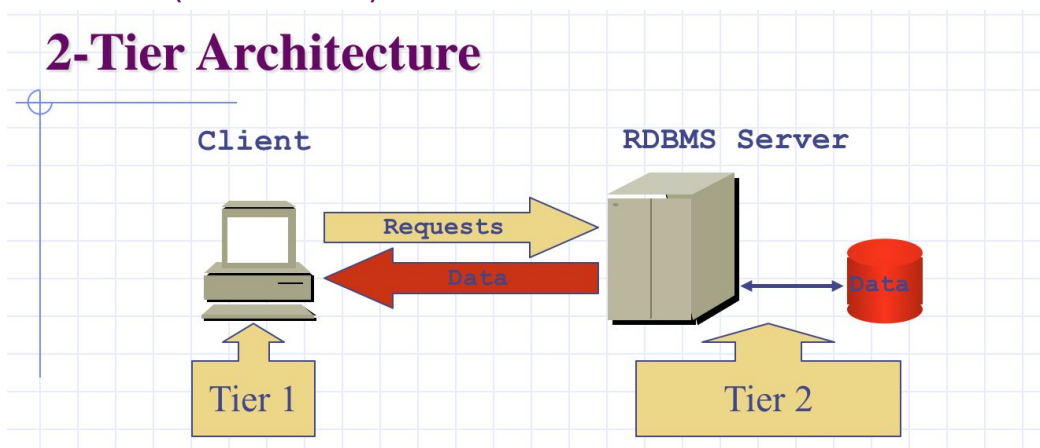 2-Tier Architecture
Client
RDBMS Server
Requests
Data
Data
Tier 1
Tier 2